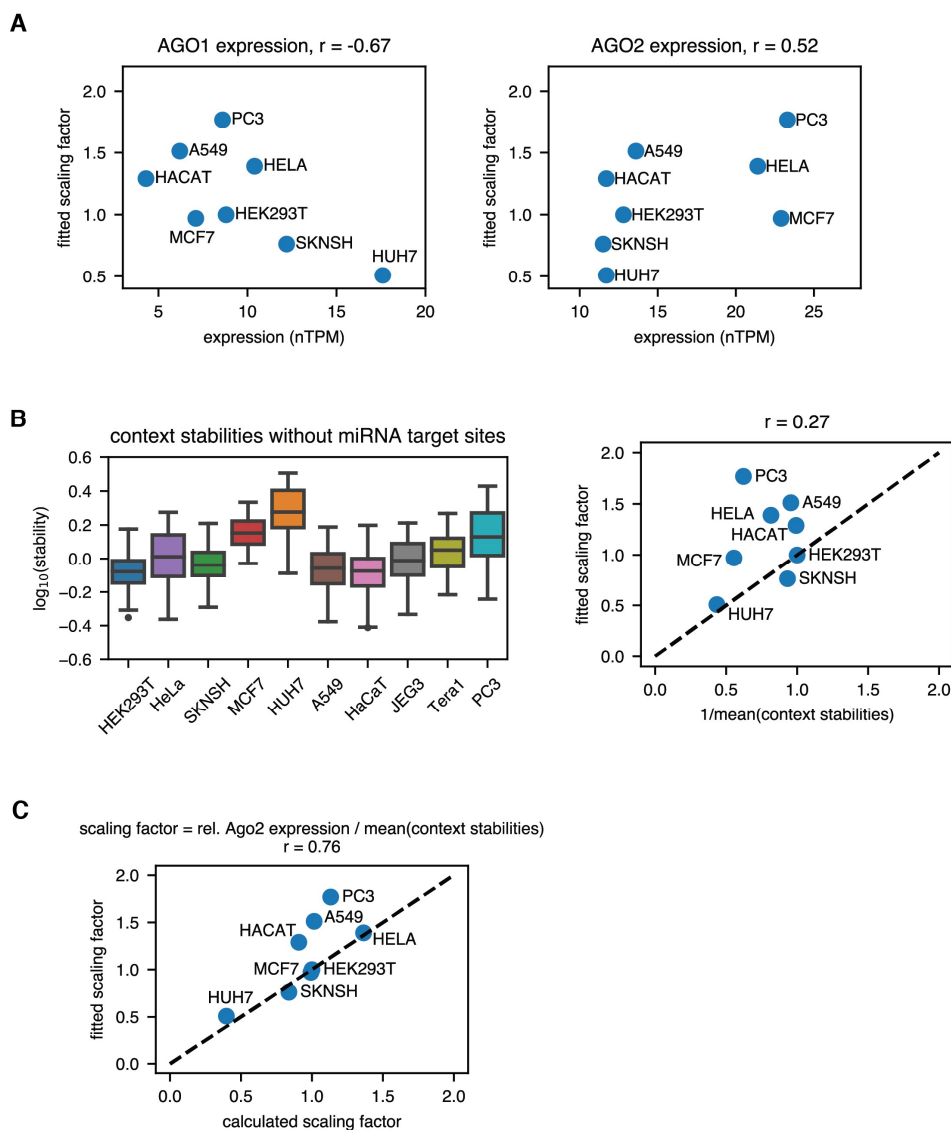 A
AGO1 expression, r = -0.67
fitted scaling factor
2.0
1.5
1.0
0.5
PC3
A549
HELA
HACAT
HEK293T
MCF7
SKNSH
HUH7
5
10
15
20
expression (nTPM)
AGO2 expression, r = 0.52
fitted scaling factor
2.0
1.5
1.0
0.5
PC3
A549
HELA
HACAT
HEK293T
MCF7
SKNSH
HUH7
10
15
20
25
expression (nTPM)
B
context stabilities without miRNA target sites
log₁₀(stability)
0.6
0.4
0.2
0.0
−0.2
−0.4
−0.6
HEK293T
HeLa
SKNSH
MCF7
HUH7
A549
HaCaT
JEG3
Tera1
PC3
r = 0.27
fitted scaling factor
2.0
1.5
1.0
0.5
0.0
PC3
A549
HELA
HACAT
MCF7
HEK293T
SKNSH
HUH7
0.0
0.5
1.0
1.5
2.0
1/mean(context stabilities)
C
scaling factor = rel. Ago2 expression / mean(context stabilities)
r = 0.76
fitted scaling factor
2.0
1.5
1.0
0.5
0.0
PC3
A549
HACAT
HELA
MCF7
HEK293T
SKNSH
HUH7
0.0
0.5
1.0
1.5
2.0
calculated scaling factor